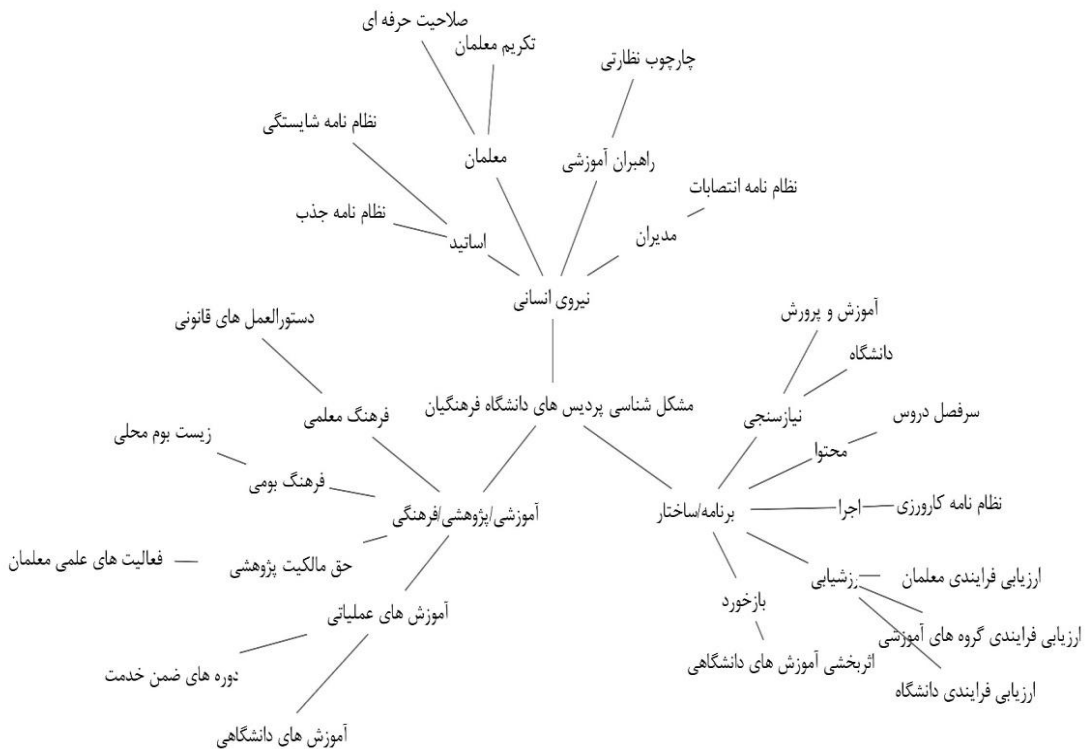 صلاحیت حرفه ای
تکریم معلمان
چارچوب نظارتی
نظام نامه شایستگی
معلمان
راهبران آموزشی
نظام نامه انتصابات
نظام نامه جذب
اساتید
مدیران
نیروی انسانی
آموزش و پرورش
دستورالعمل های قانونی
دانشگاه
مشکل شناسی پردیس های دانشگاه فرهنگیان
نیازسنجی
سرفصل دروس
فرهنگ معلمی
محتوا
زیست بوم محلی
فرهنگ بومی
نظام نامه کارورزی
اجرا
برنامه/ساختار
آموزشی/پژوهشی/فرهنگی
فعالیت های علمی معلمان
حق مالکیت پژوهشی
ارزیابی فرایندی معلمان
رزشیابی
بازخورد
آموزش های عملیاتی
ارزیابی فرایندی گروه های آموزشی
اثربخشی آموزش های دانشگاهی
دوره های ضمن خدمت
ارزیابی فرایندی دانشگاه
آموزش های دانشگاهی